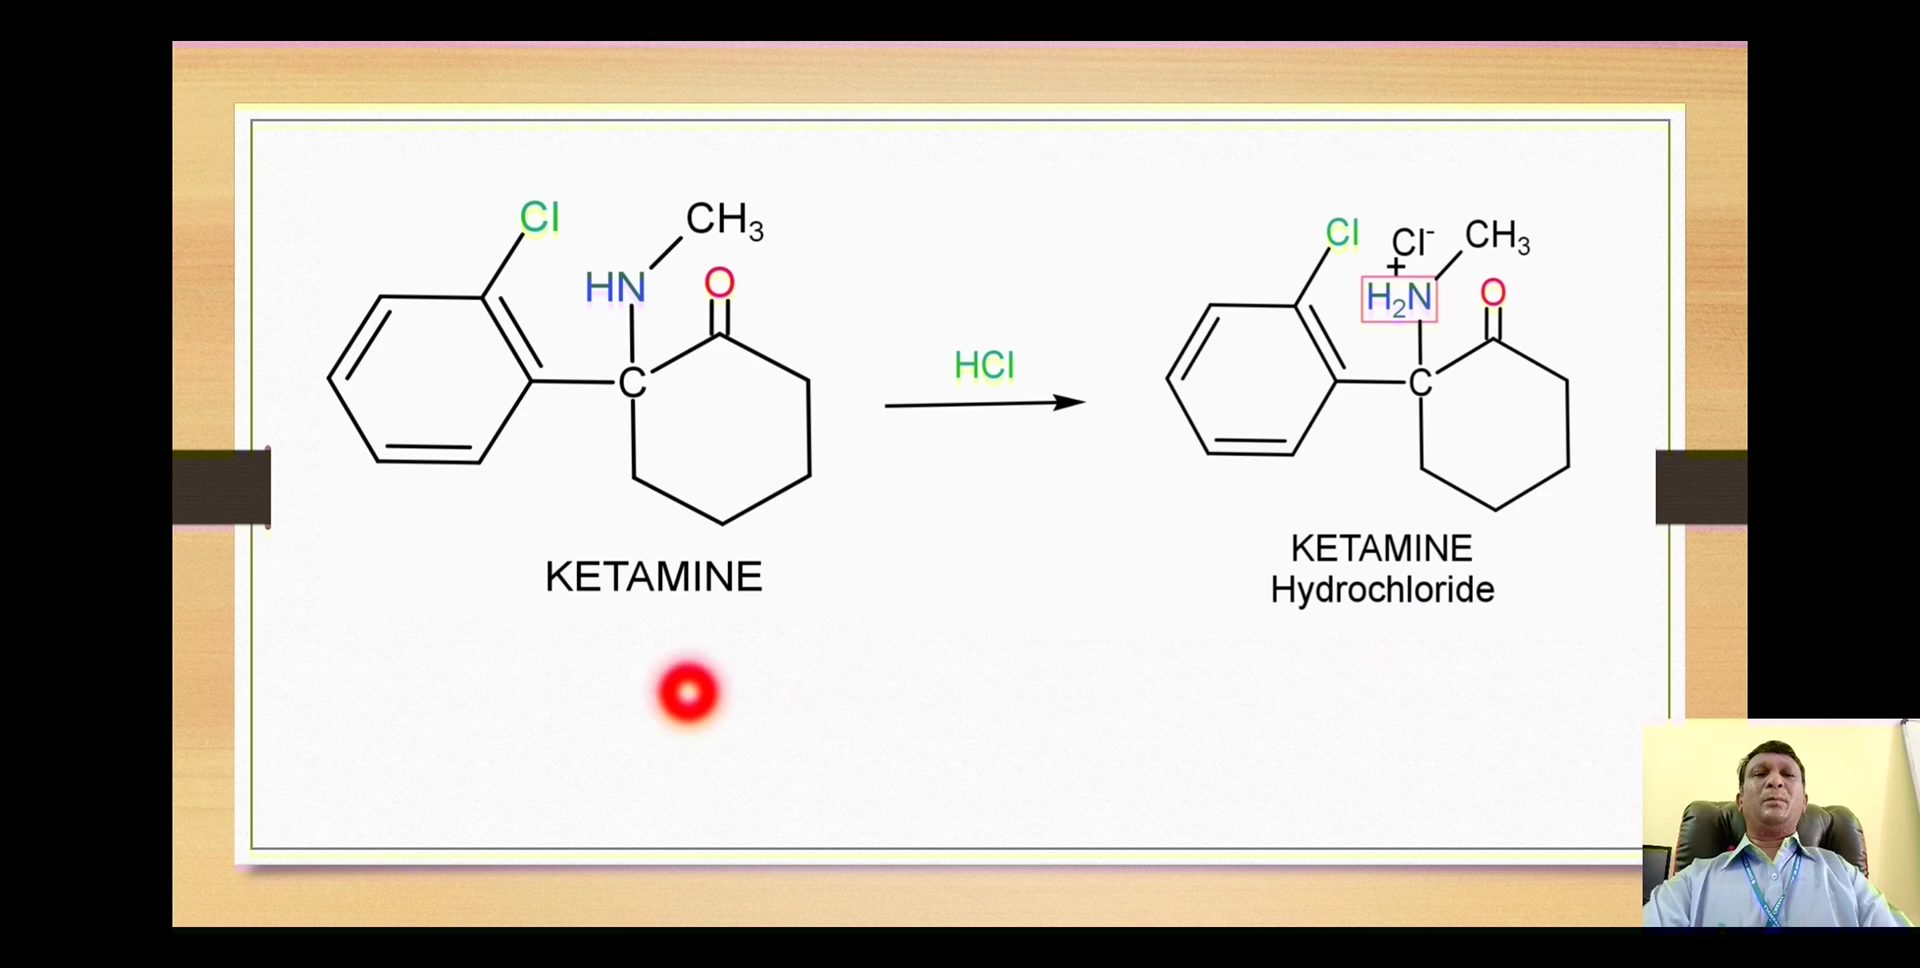 Cl
CH₃
HN
O
C
KETAMINE
HCl
Cl
Cl⁻
CH₃
+
H₂N
O
C
KETAMINE
Hydrochloride